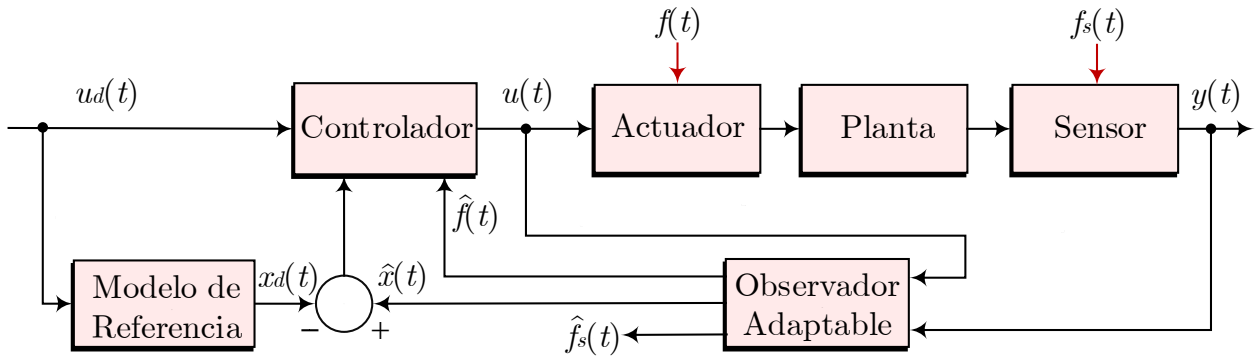 f(t)
fs(t)
ud(t)
u(t)
y(t)
Controlador
Actuador
Planta
Sensor
f̂(t)
Modelo de
Referencia
xd(t)
x̂(t)
− +
Observador
Adaptable
f̂s(t)